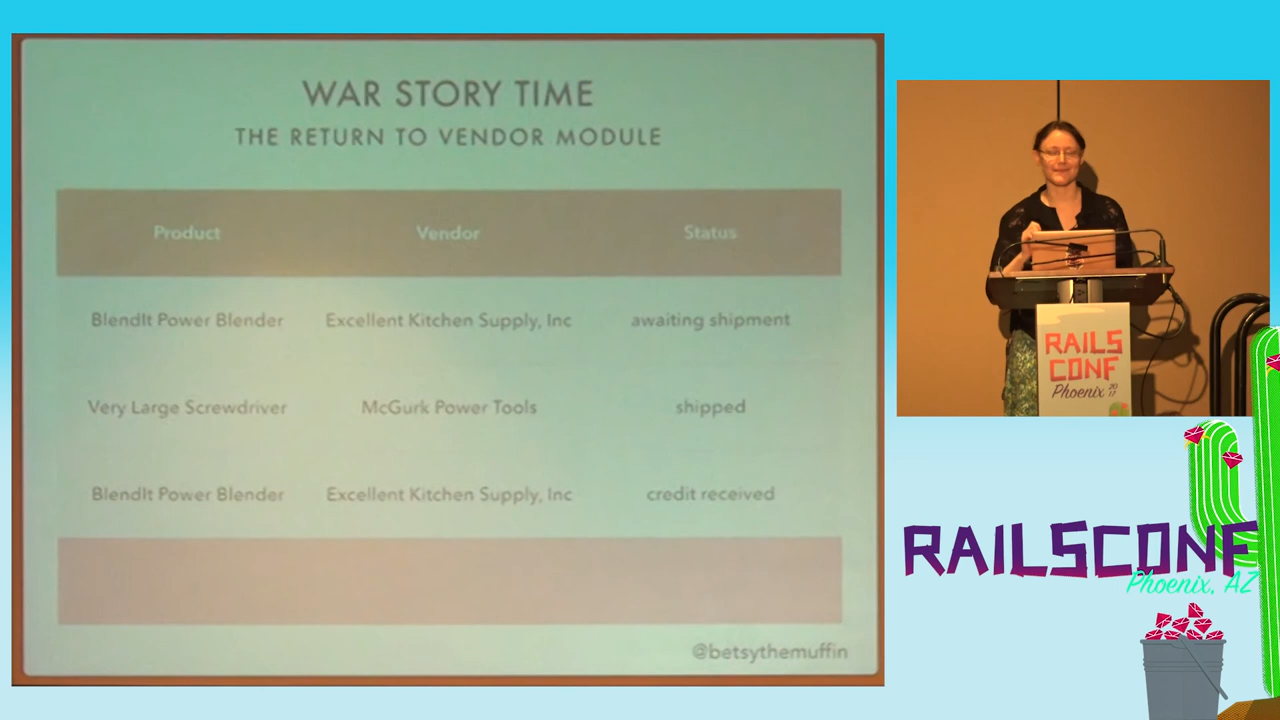 WAR STORY TIME
THE RETURN TO VENDOR MODULE
Product Vendor Status
BlendIt Power Blender Excellent Kitchen Supply, Inc awaiting shipment
Very Large Screwdriver McGurk Power Tools shipped
BlendIt Power Blender Excellent Kitchen Supply, Inc credit received
@betsythemuffin
RAILS
CONF
Phoenix 20
17
RAILSCONF
Phoenix, AZ